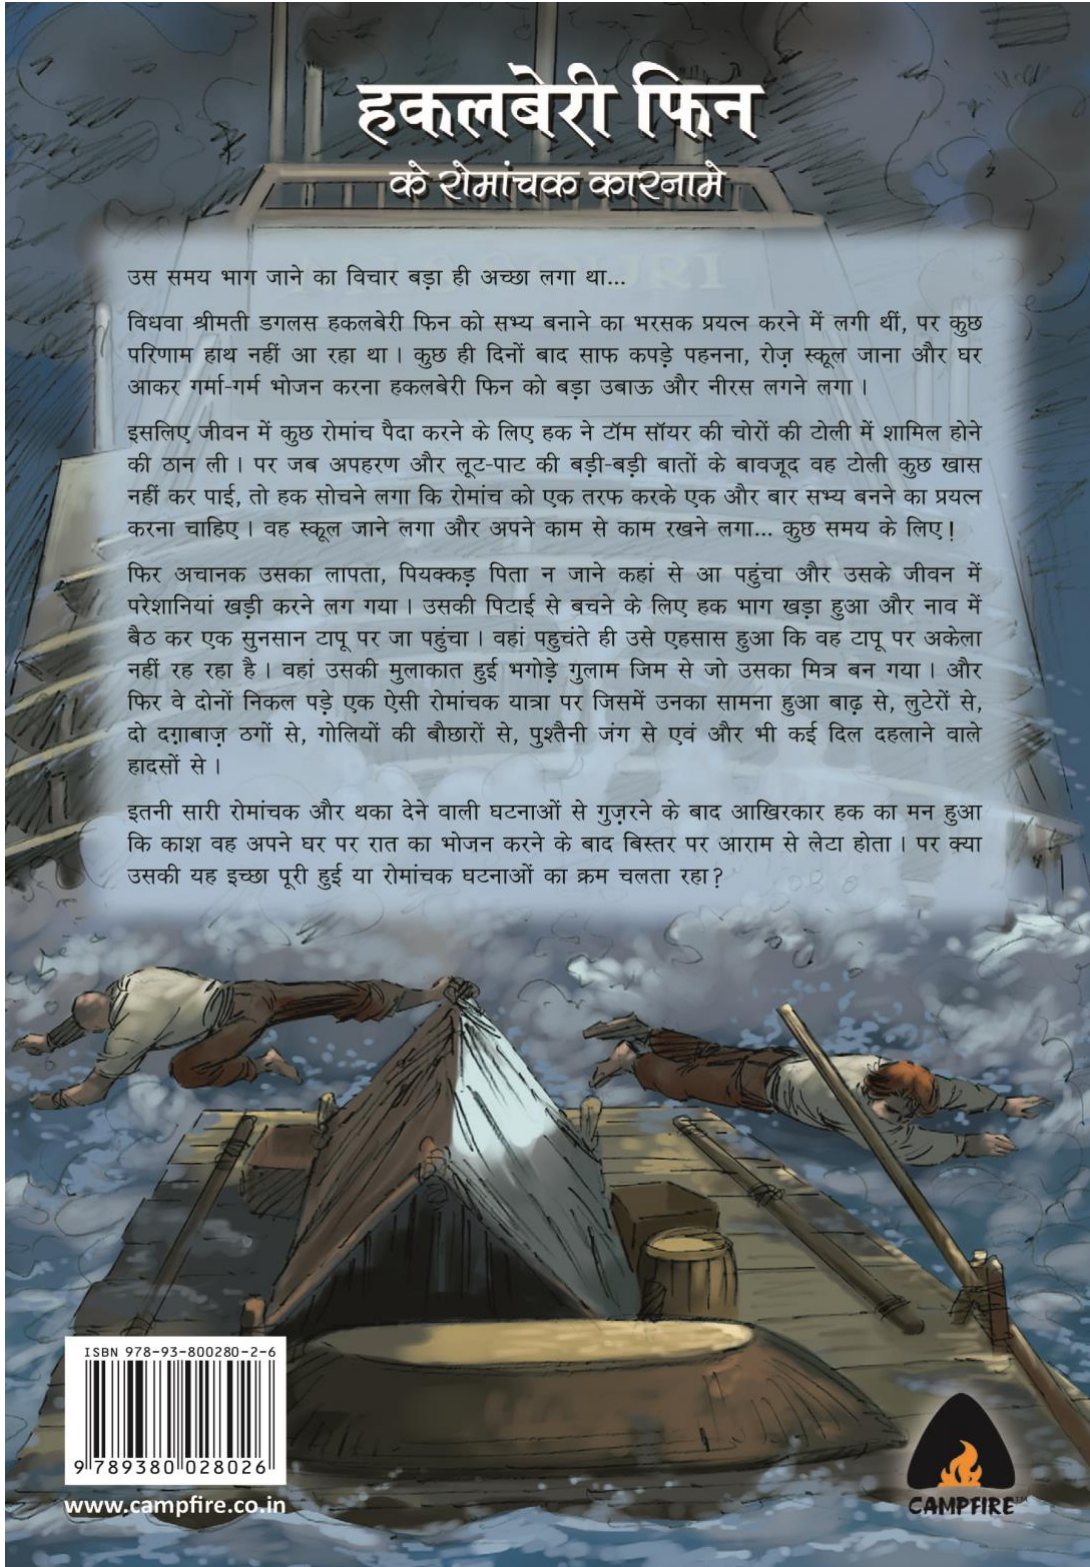 हकलबेरी फिन
के रोमांचक कारनामे
उस समय भाग जाने का विचार बड़ा ही अच्छा लगा था...
विधवा श्रीमती डगलस हकलबेरी फिन को सभ्य बनाने का भरसक प्रयत्न करने में लगी थीं, पर कुछ
परिणाम हाथ नहीं आ रहा था। कुछ ही दिनों बाद साफ कपड़े पहनना, रोज़ स्कूल जाना और घर
आकर गर्मा-गर्म भोजन करना हकलबेरी फिन को बड़ा उबाऊ और नीरस लगने लगा।
इसलिए जीवन में कुछ रोमांच पैदा करने के लिए हक ने टॉम सॉयर की चोरों की टोली में शामिल होने
की ठान ली। पर जब अपहरण और लूट-पाट की बड़ी-बड़ी बातों के बावजूद वह टोली कुछ खास
नहीं कर पाई, तो हक सोचने लगा कि रोमांच को एक तरफ करके एक और बार सभ्य बनने का प्रयत्न
करना चाहिए। वह स्कूल जाने लगा और अपने काम से काम रखने लगा... कुछ समय के लिए!
फिर अचानक उसका लापता, पियक्कड़ पिता न जाने कहां से आ पहुंचा और उसके जीवन में
परेशानियां खड़ी करने लग गया। उसकी पिटाई से बचने के लिए हक भाग खड़ा हुआ और नाव में
बैठ कर एक सुनसान टापू पर जा पहुंचा। वहां पहुचंते ही उसे एहसास हुआ कि वह टापू पर अकेला
नहीं रह रहा है। वहां उसकी मुलाकात हुई भगोड़े गुलाम जिम से जो उसका मित्र बन गया। और
फिर वे दोनों निकल पड़े एक ऐसी रोमांचक यात्रा पर जिसमें उनका सामना हुआ बाढ़ से, लुटेरों से,
दो दग़ाबाज़ ठगों से, गोलियों की बौछारों से, पुश्तैनी जंग से एवं और भी कई दिल दहलाने वाले
हादसों से।
इतनी सारी रोमांचक और थका देने वाली घटनाओं से गुज़रने के बाद आखिरकार हक का मन हुआ
कि काश वह अपने घर पर रात का भोजन करने के बाद बिस्तर पर आराम से लेटा होता। पर क्या
उसकी यह इच्छा पूरी हुई या रोमांचक घटनाओं का क्रम चलता रहा?
ISBN 978-93-800280-2-6
9 789380 028026
www.campfire.co.in
CAMPFIRE™